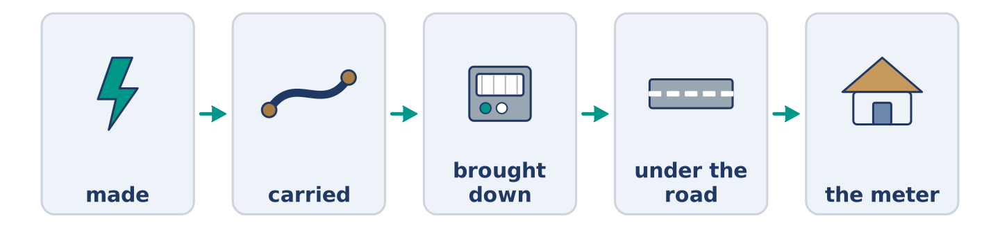 made
carried
brought
down
under the
road
the meter